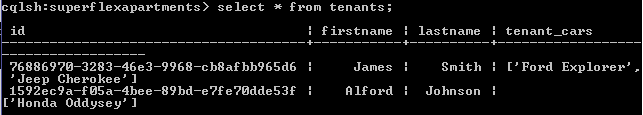 cqlsh:superflexapartments> select * from tenants;
id | firstname | lastname | tenant_cars
--------------------------------------+-----------+----------+-------------------------------
76886970-3283-46e3-9968-cb8afbb965d6 | James | Smith | ['Ford Explorer',
'Jeep Cherokee']
1592ec9a-f05a-4bee-89bd-e7fe70dde53f | Alford | Johnson |
['Honda Oddysey']